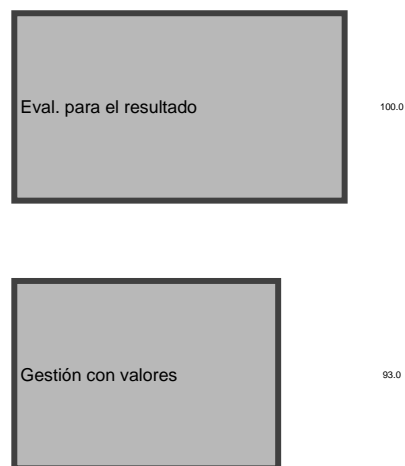 Eval. para el resultado 100.0
Gestión con valores 93.0